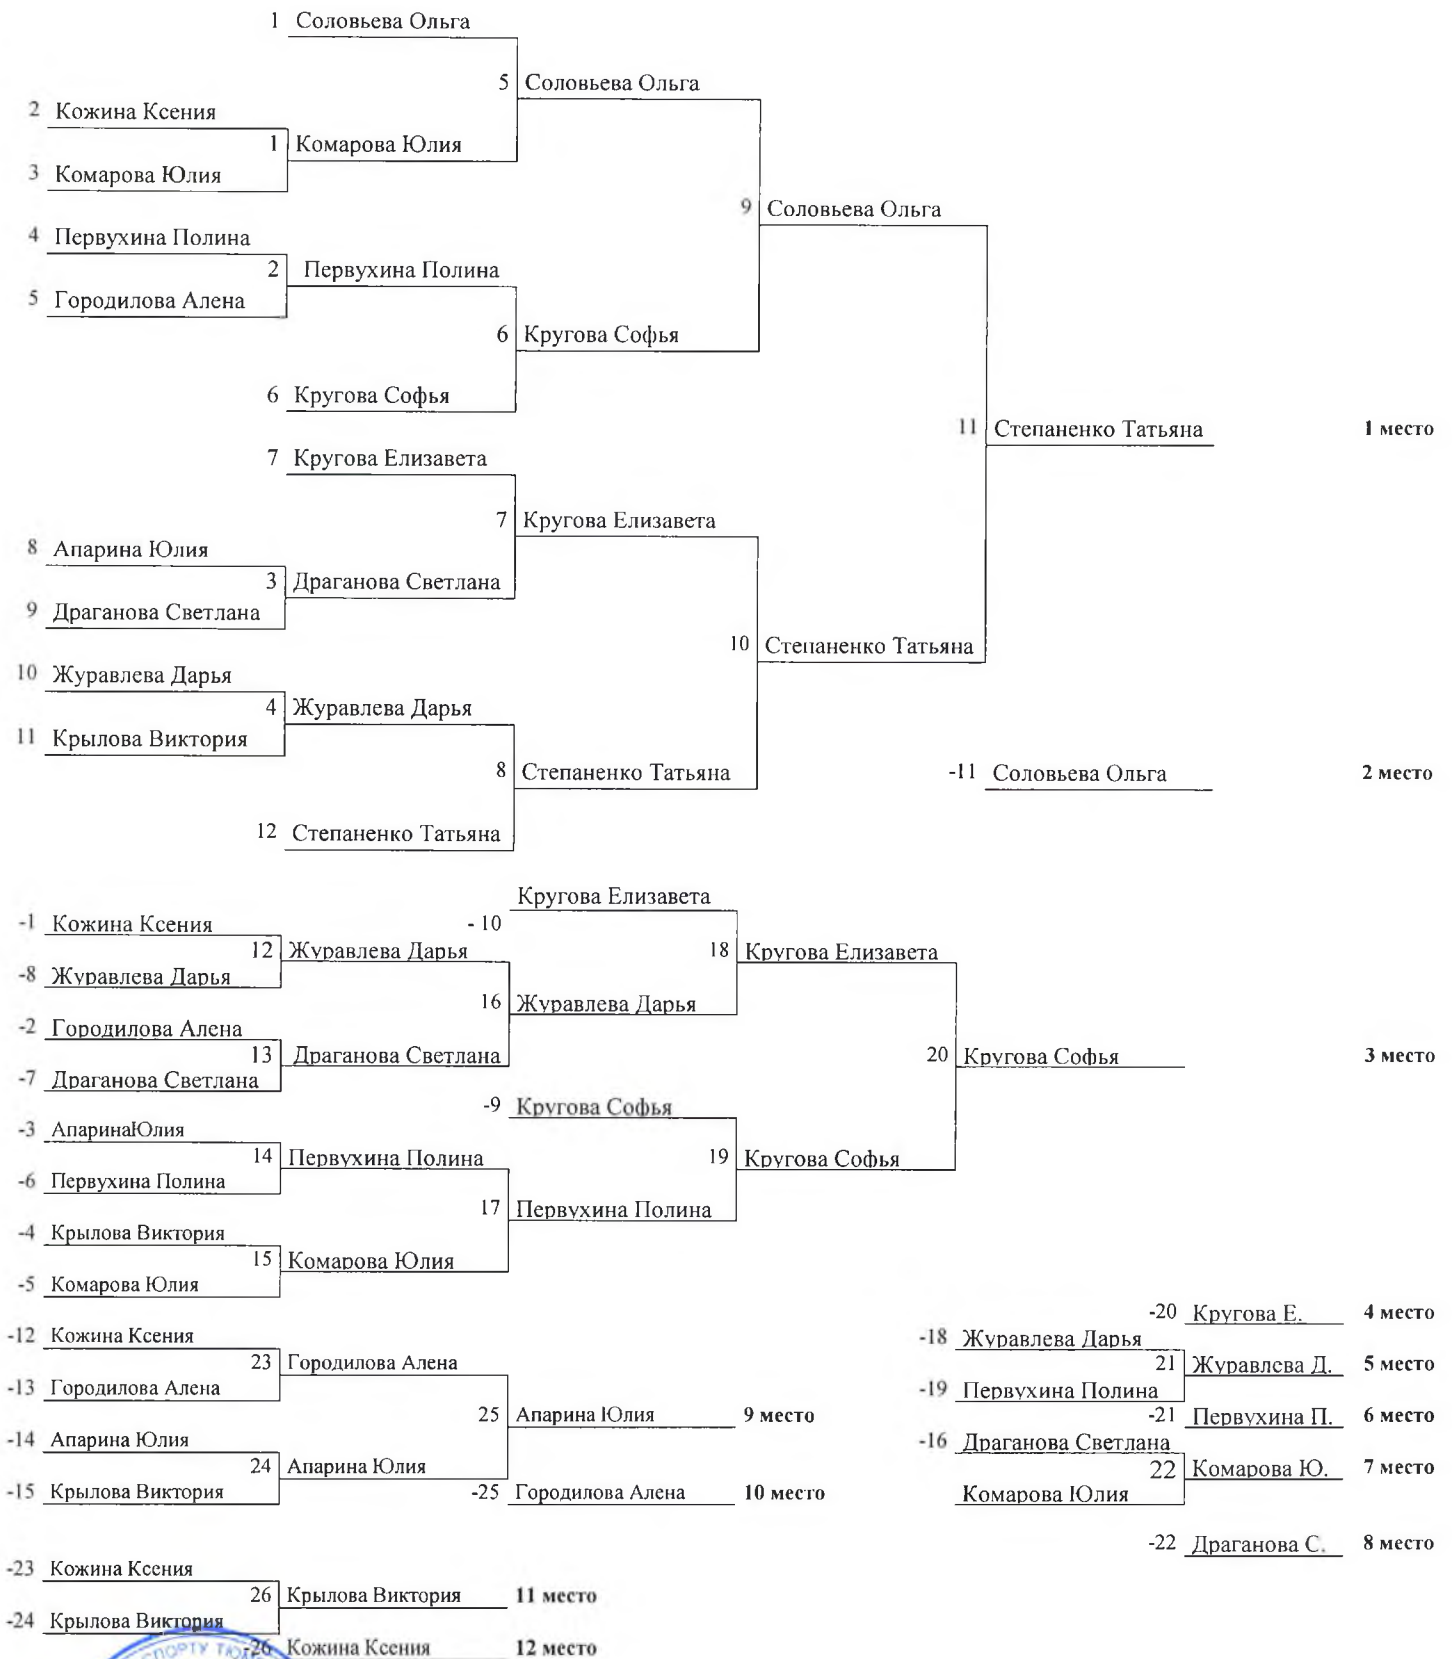 1 Соловьева Ольга
5 Соловьева Ольга
2 Кожина Ксения
1 Комарова Юлия
3 Комарова Юлия
9 Соловьева Ольга
4 Первухина Полина
2 Первухина Полина
5 Городилова Алена
6 Кругова Софья
6 Кругова Софья
11 Степаненко Татьяна 1 место
7 Кругова Елизавета
7 Кругова Елизавета
8 Апарина Юлия
3 Драганова Светлана
9 Драганова Светлана
10 Степаненко Татьяна
10 Журавлева Дарья
4 Журавлева Дарья
11 Крылова Виктория
8 Степаненко Татьяна
-11 Соловьева Ольга 2 место
12 Степаненко Татьяна
Кругова Елизавета
-1 Кожина Ксения - 10
12 Журавлева Дарья 18 Кругова Елизавета
-8 Журавлева Дарья
16 Журавлева Дарья
-2 Городилова Алена
13 Драганова Светлана 20 Кругова Софья 3 место
-7 Драганова Светлана
-9 Кругова Софья
-3 АпаринаЮлия
14 Первухина Полина 19 Кругова Софья
-6 Первухина Полина
17 Первухина Полина
-4 Крылова Виктория
15 Комарова Юлия
-5 Комарова Юлия
-20 Кругова Е. 4 место
-12 Кожина Ксения -18 Журавлева Дарья
23 Городилова Алена 21 Журавлева Д. 5 место
-13 Городилова Алена -19 Первухина Полина
25 Апарина Юлия 9 место -21 Первухина П. 6 место
-14 Апарина Юлия -16 Драганова Светлана
24 Апарина Юлия 22 Комарова Ю. 7 место
-15 Крылова Виктория -25 Городилова Алена 10 место Комарова Юлия
-22 Драганова С. 8 место
-23 Кожина Ксения
26 Крылова Виктория 11 место
-24 Крылова Виктория
-26 Кожина Ксения 12 место
СПОРТУ